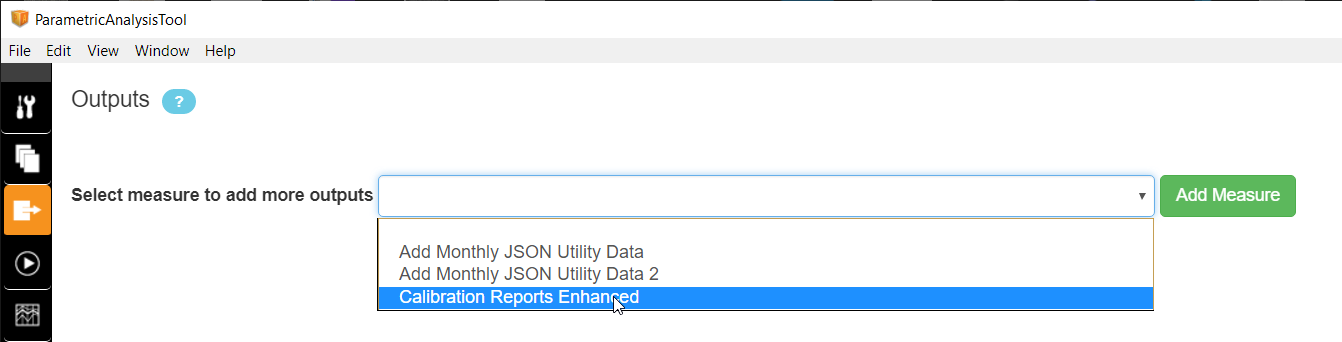 ParametricAnalysisTool
File Edit View Window Help
Outputs ?
Select measure to add more outputs Add Measure
Add Monthly JSON Utility Data
Add Monthly JSON Utility Data 2
Calibration Reports Enhanced